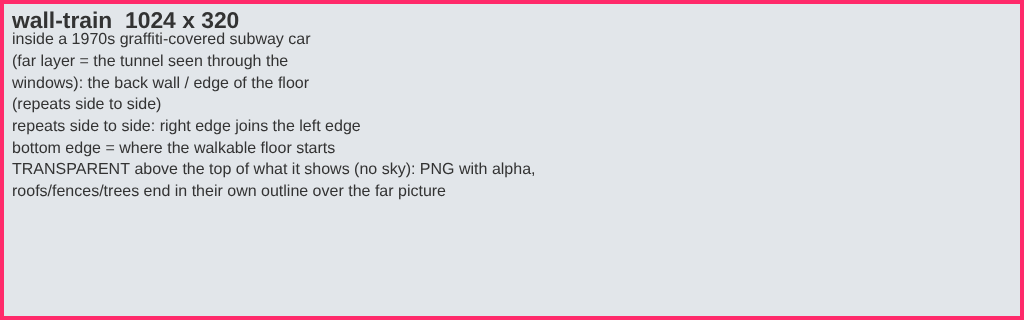 wall-train 1024 x 320
inside a 1970s graffiti-covered subway car
(far layer = the tunnel seen through the
windows): the back wall / edge of the floor
(repeats side to side)
repeats side to side: right edge joins the left edge
bottom edge = where the walkable floor starts
TRANSPARENT above the top of what it shows (no sky): PNG with alpha,
roofs/fences/trees end in their own outline over the far picture